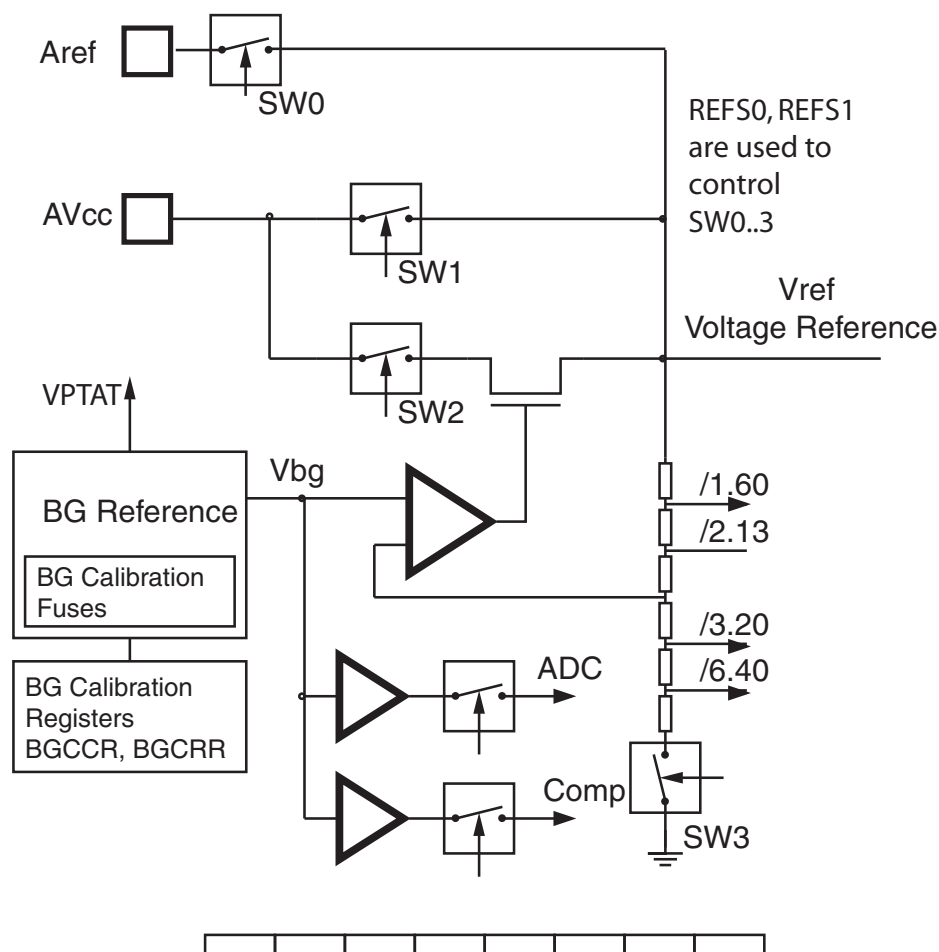 Aref
SW0
REFS0, REFS1
are used to
control
SW0..3
AVcc
SW1
Vref
Voltage Reference
SW2
VPTAT
Vbg
BG Reference
BG Calibration
Fuses
/1.60
/2.13
/3.20
/6.40
BG Calibration
Registers
BGCCR, BGCRR
ADC
Comp
SW3